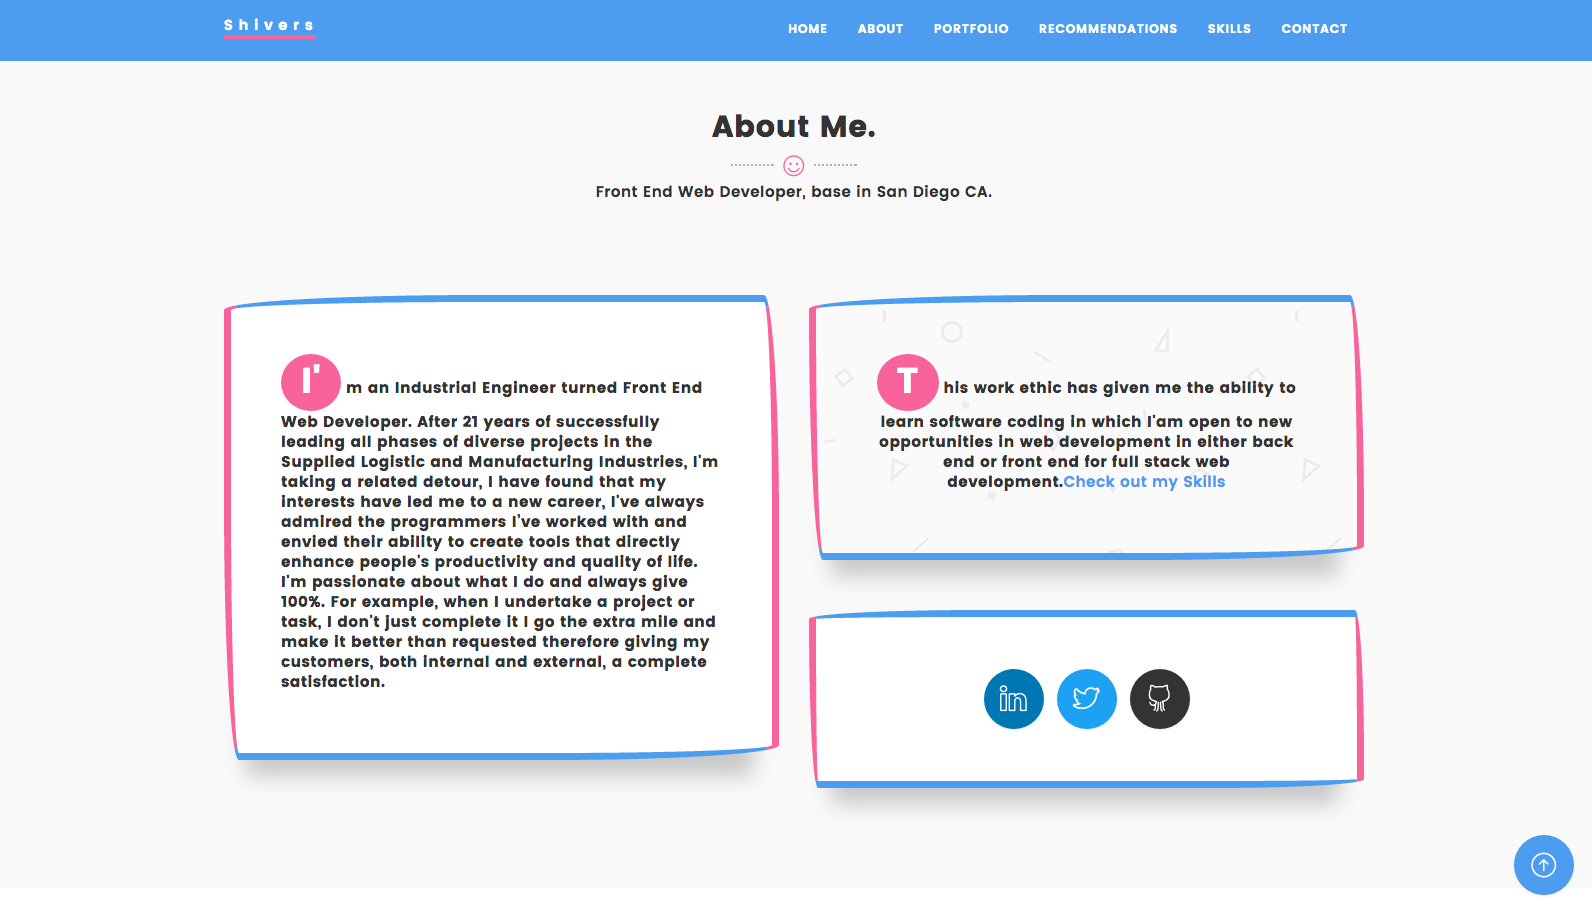 Shivers
HOME ABOUT PORTFOLIO RECOMMENDATIONS SKILLS CONTACT
About Me.
Front End Web Developer, base in San Diego CA.
I'm an Industrial Engineer turned Front End
Web Developer. After 21 years of successfully
leading all phases of diverse projects in the
Supplied Logistic and Manufacturing Industries, I'm
taking a related detour, I have found that my
interests have led me to a new career, I've always
admired the programmers I've worked with and
envied their ability to create tools that directly
enhance people's productivity and quality of life.
I'm passionate about what I do and always give
100%. For example, when I undertake a project or
task, I don't just complete it I go the extra mile and
make it better than requested therefore giving my
customers, both internal and external, a complete
satisfaction.
This work ethic has given me the ability to
learn software coding in which I'am open to new
opportunities in web development in either back
end or front end for full stack web
development.Check out my Skills
in